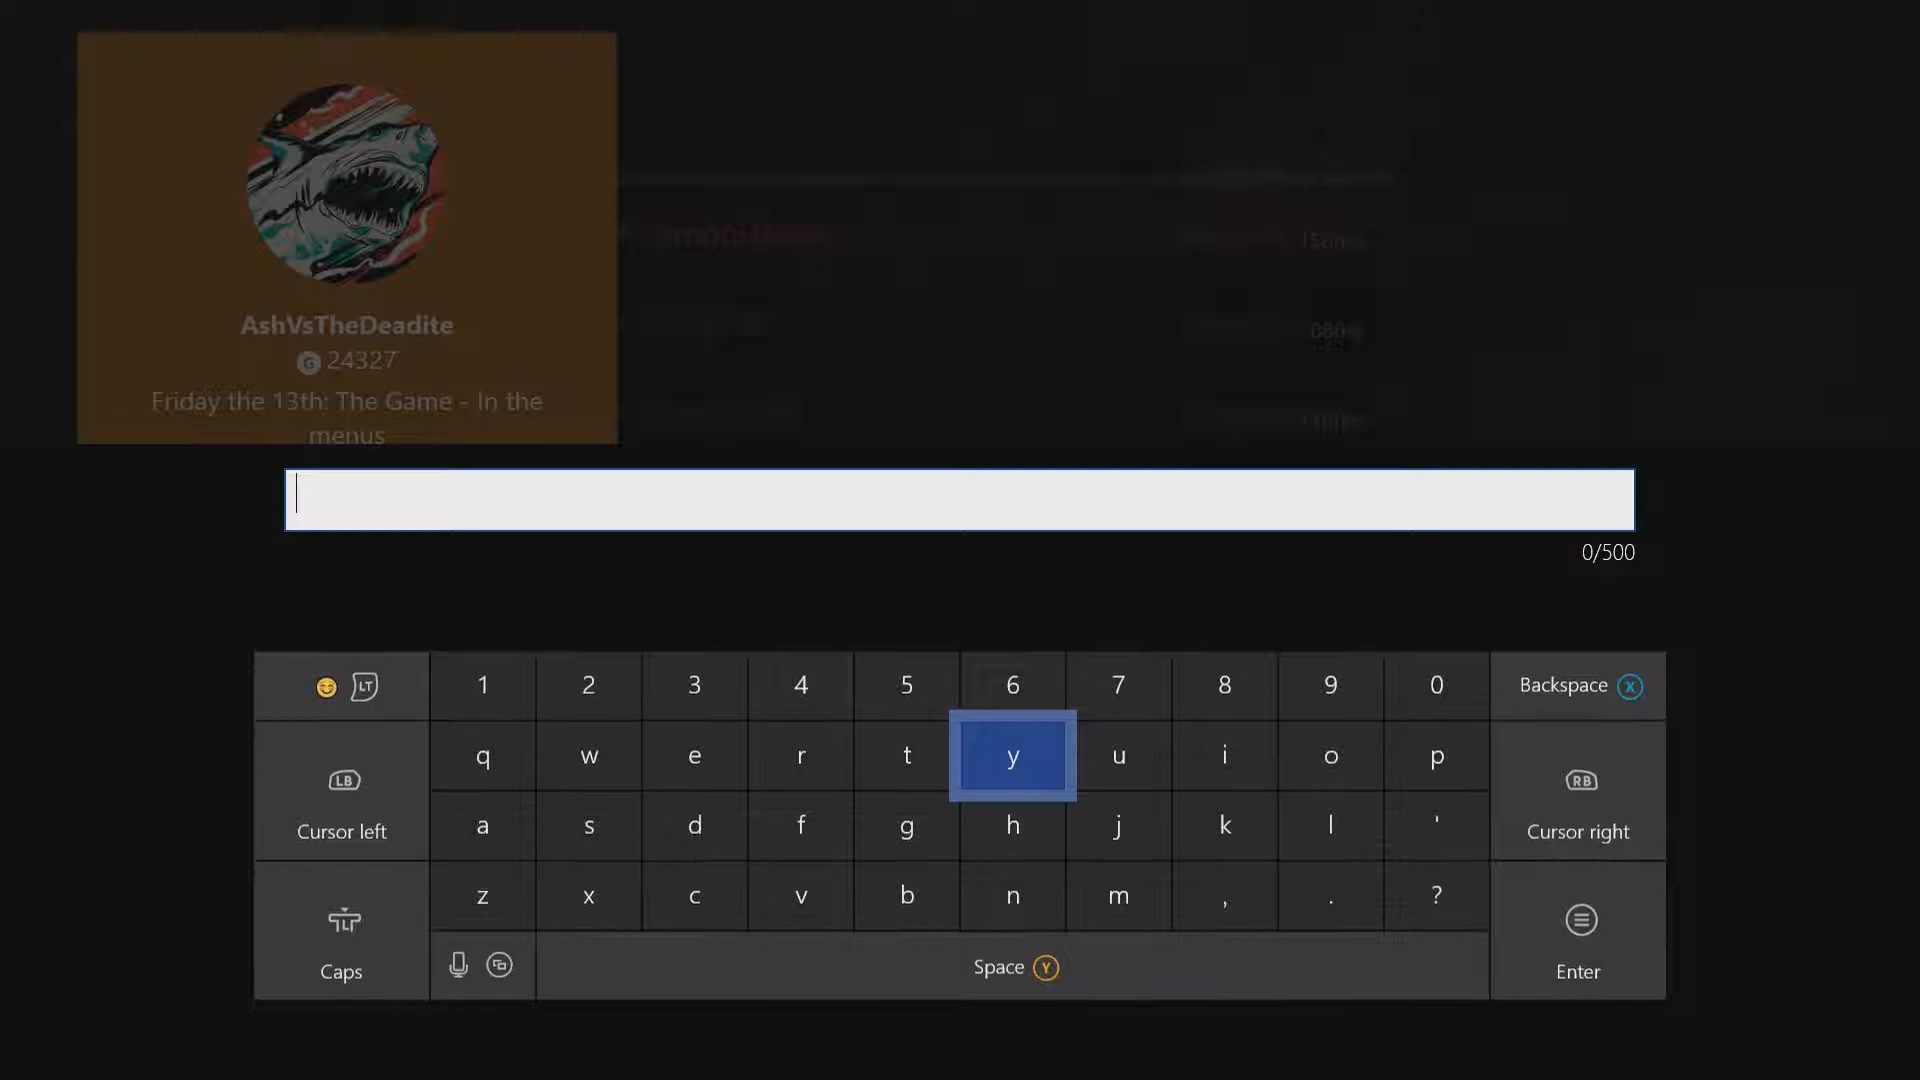 AshVsTheDeadite
G 24327
Friday the 13th: The Game - In the
menus
0/500
LT 1 2 3 4 5 6 7 8 9 0 Backspace X
q w e r t y u i o p
LB Cursor left
RB Cursor right
a s d f g h j k l '
z x c v b n m , . ?
Caps
Enter
Space Y